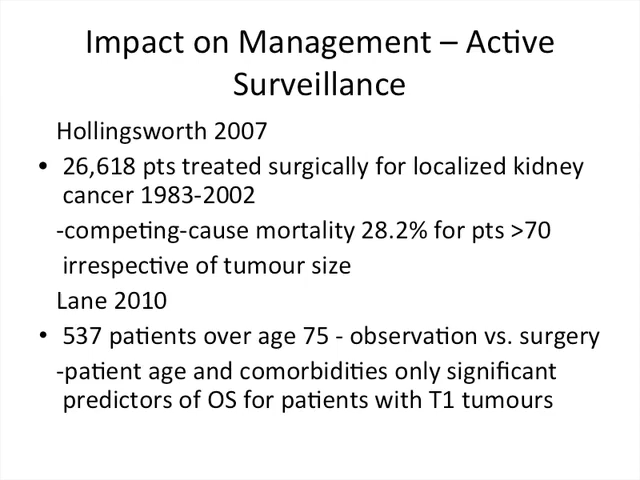 Impact on Management – Active
Surveillance
Hollingsworth 2007
• 26,618 pts treated surgically for localized kidney
cancer 1983-2002
-competing-cause mortality 28.2% for pts >70
irrespective of tumour size
Lane 2010
• 537 patients over age 75 - observation vs. surgery
-patient age and comorbidities only significant
predictors of OS for patients with T1 tumours